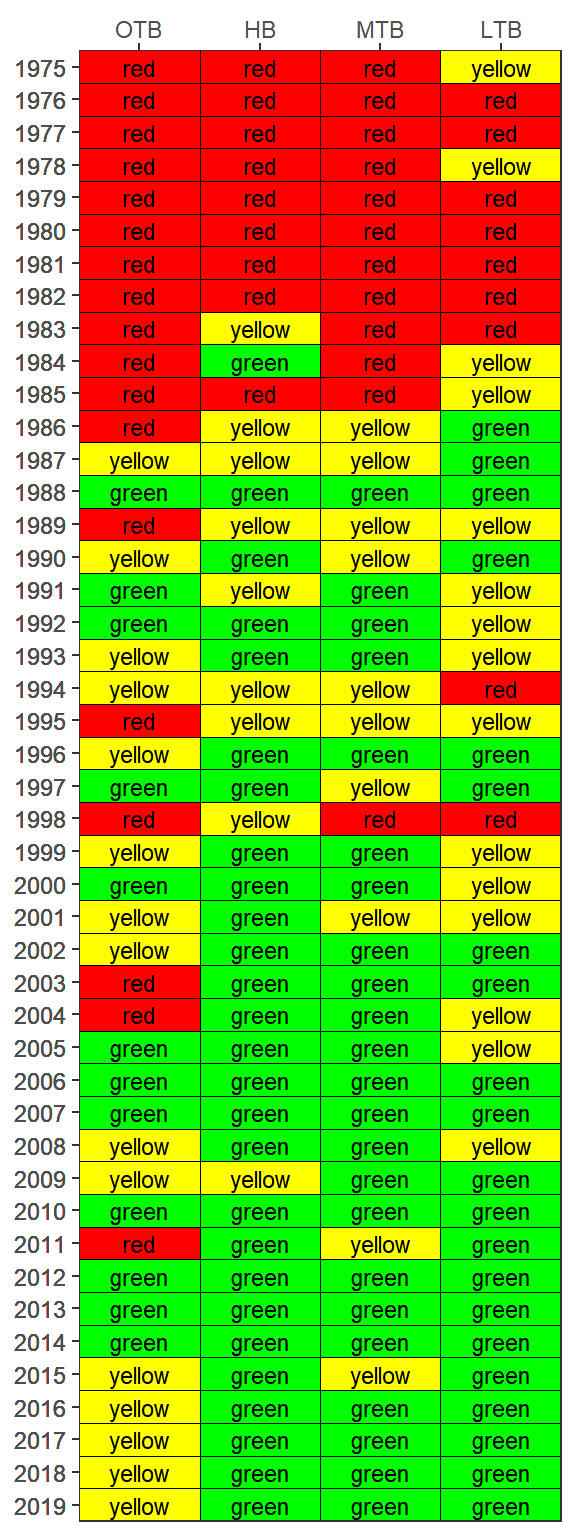 OTB HB MTB LTB
1975 red red red yellow
1976 red red red red
1977 red red red red
1978 red red red yellow
1979 red red red red
1980 red red red red
1981 red red red red
1982 red red red red
1983 red yellow red red
1984 red green red yellow
1985 red red red yellow
1986 red yellow yellow green
1987 yellow yellow yellow green
1988 green green green green
1989 red yellow yellow yellow
1990 yellow green yellow green
1991 green yellow green yellow
1992 green green green yellow
1993 yellow green green yellow
1994 yellow yellow yellow red
1995 red yellow yellow yellow
1996 yellow green green green
1997 green green yellow green
1998 red yellow red red
1999 yellow green green yellow
2000 green green green yellow
2001 yellow green yellow yellow
2002 yellow green green green
2003 red green green green
2004 red green green yellow
2005 green green green yellow
2006 green green green green
2007 green green green green
2008 yellow green green yellow
2009 yellow yellow green green
2010 green green green green
2011 red green yellow green
2012 green green green green
2013 green green green green
2014 green green green green
2015 yellow green yellow green
2016 yellow green green green
2017 yellow green green green
2018 yellow green green green
2019 yellow green green green